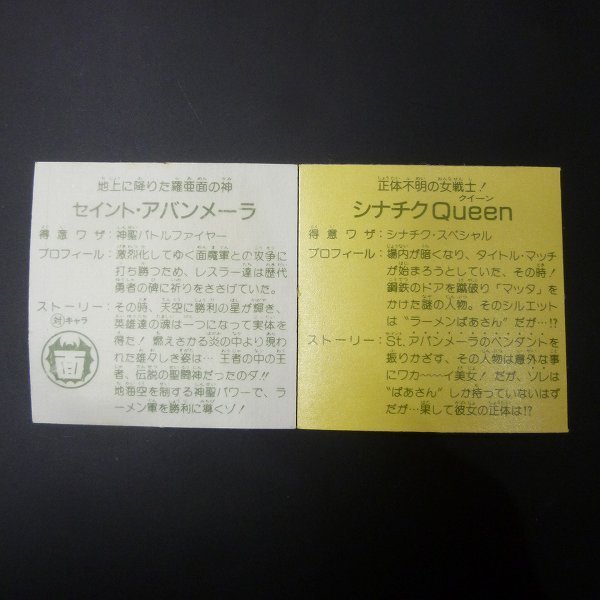 地上に降りた羅亜面の神
セイント・アバンメーラ
得意ワザ：神聖バトルファイヤー
プロフィール：激烈化してゆく面魔軍との攻争に
打ち勝つため、レスラー達は歴代
勇者の碑に祈りをささげていた。
ストーリー：その時、天空に勝利の星が輝き、
英雄達の魂は一つになって実体を
得た！燃えさかる炎の中より現わ
れた雄々しき姿は…王者の中の王
者、伝説の聖闘神だったのダ!!
地海空を制する神聖パワーで、ラ
ーメン軍を勝利に導くゾ！
対キャラ
面
正体不明の女戦士！
クイーン
シナチクQueen
得意ワザ：シナチク・スペシャル
プロフィール：場内が暗くなり、タイトル・マッチ
が始まろうとしていた、その時！
鋼鉄のドアを蹴破り「マッタ」を
かけた謎の人物。そのシルエット
は“ラーメンばあさん”だが…!?
ストーリー：St.アバンメーラのペンダントを
振りかざす、その人物は意外な事
にワカ〜〜イ美女！だが、ソレは
“ばあさん”しか持っていないはず
だが…果して彼女の正体は!?